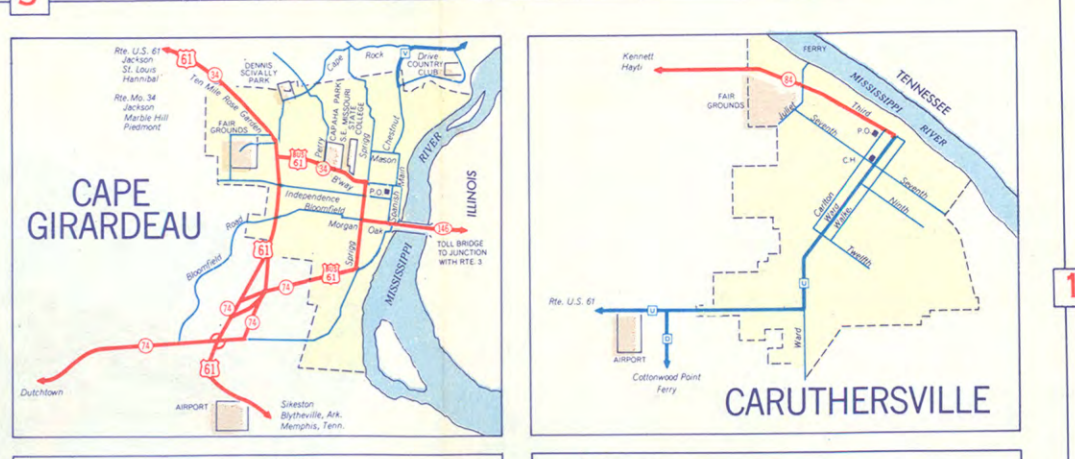 Rte. U.S. 61
Jackson
St. Louis
Hannibal
Rte. Mo. 34
Jackson
Marble Hill
Piedmont
61
34
Ten Mile Rose Garden
FAIR
GROUNDS
DENNIS
SCIVALLY
PARK
Cape
Rock
Drive
V
COUNTRY
CLUB
Perry
CAPAHA PARK
S.E. MISSOURI
STATE
COLLEGE
Sprigg
Chestnut
Mason
61
34
B'way
P.O.
Main
Spanish
RIVER
ILLINOIS
CAPE
GIRARDEAU
Independence
Bloomfield
Morgan
Oak
146
TOLL BRIDGE
TO JUNCTION
WITH RTE. 3
Bloomfield
Road
61
Sprigg
61
74
74
74
74
MISSISSIPPI
61
Dutchtown
AIRPORT
Sikeston
Blytheville, Ark.
Memphis, Tenn.
Kennett
Hayti
84
FERRY
MISSISSIPPI
RIVER
TENNESSEE
FAIR
GROUNDS
Juliet
Third
Seventh
P.O.
C.H.
Seventh
Ninth
Carlton
Ward
Walker
Twelfth
U
Rte. U.S. 61
U
D
Ward
AIRPORT
Cottonwood Point
Ferry
CARUTHERSVILLE
1